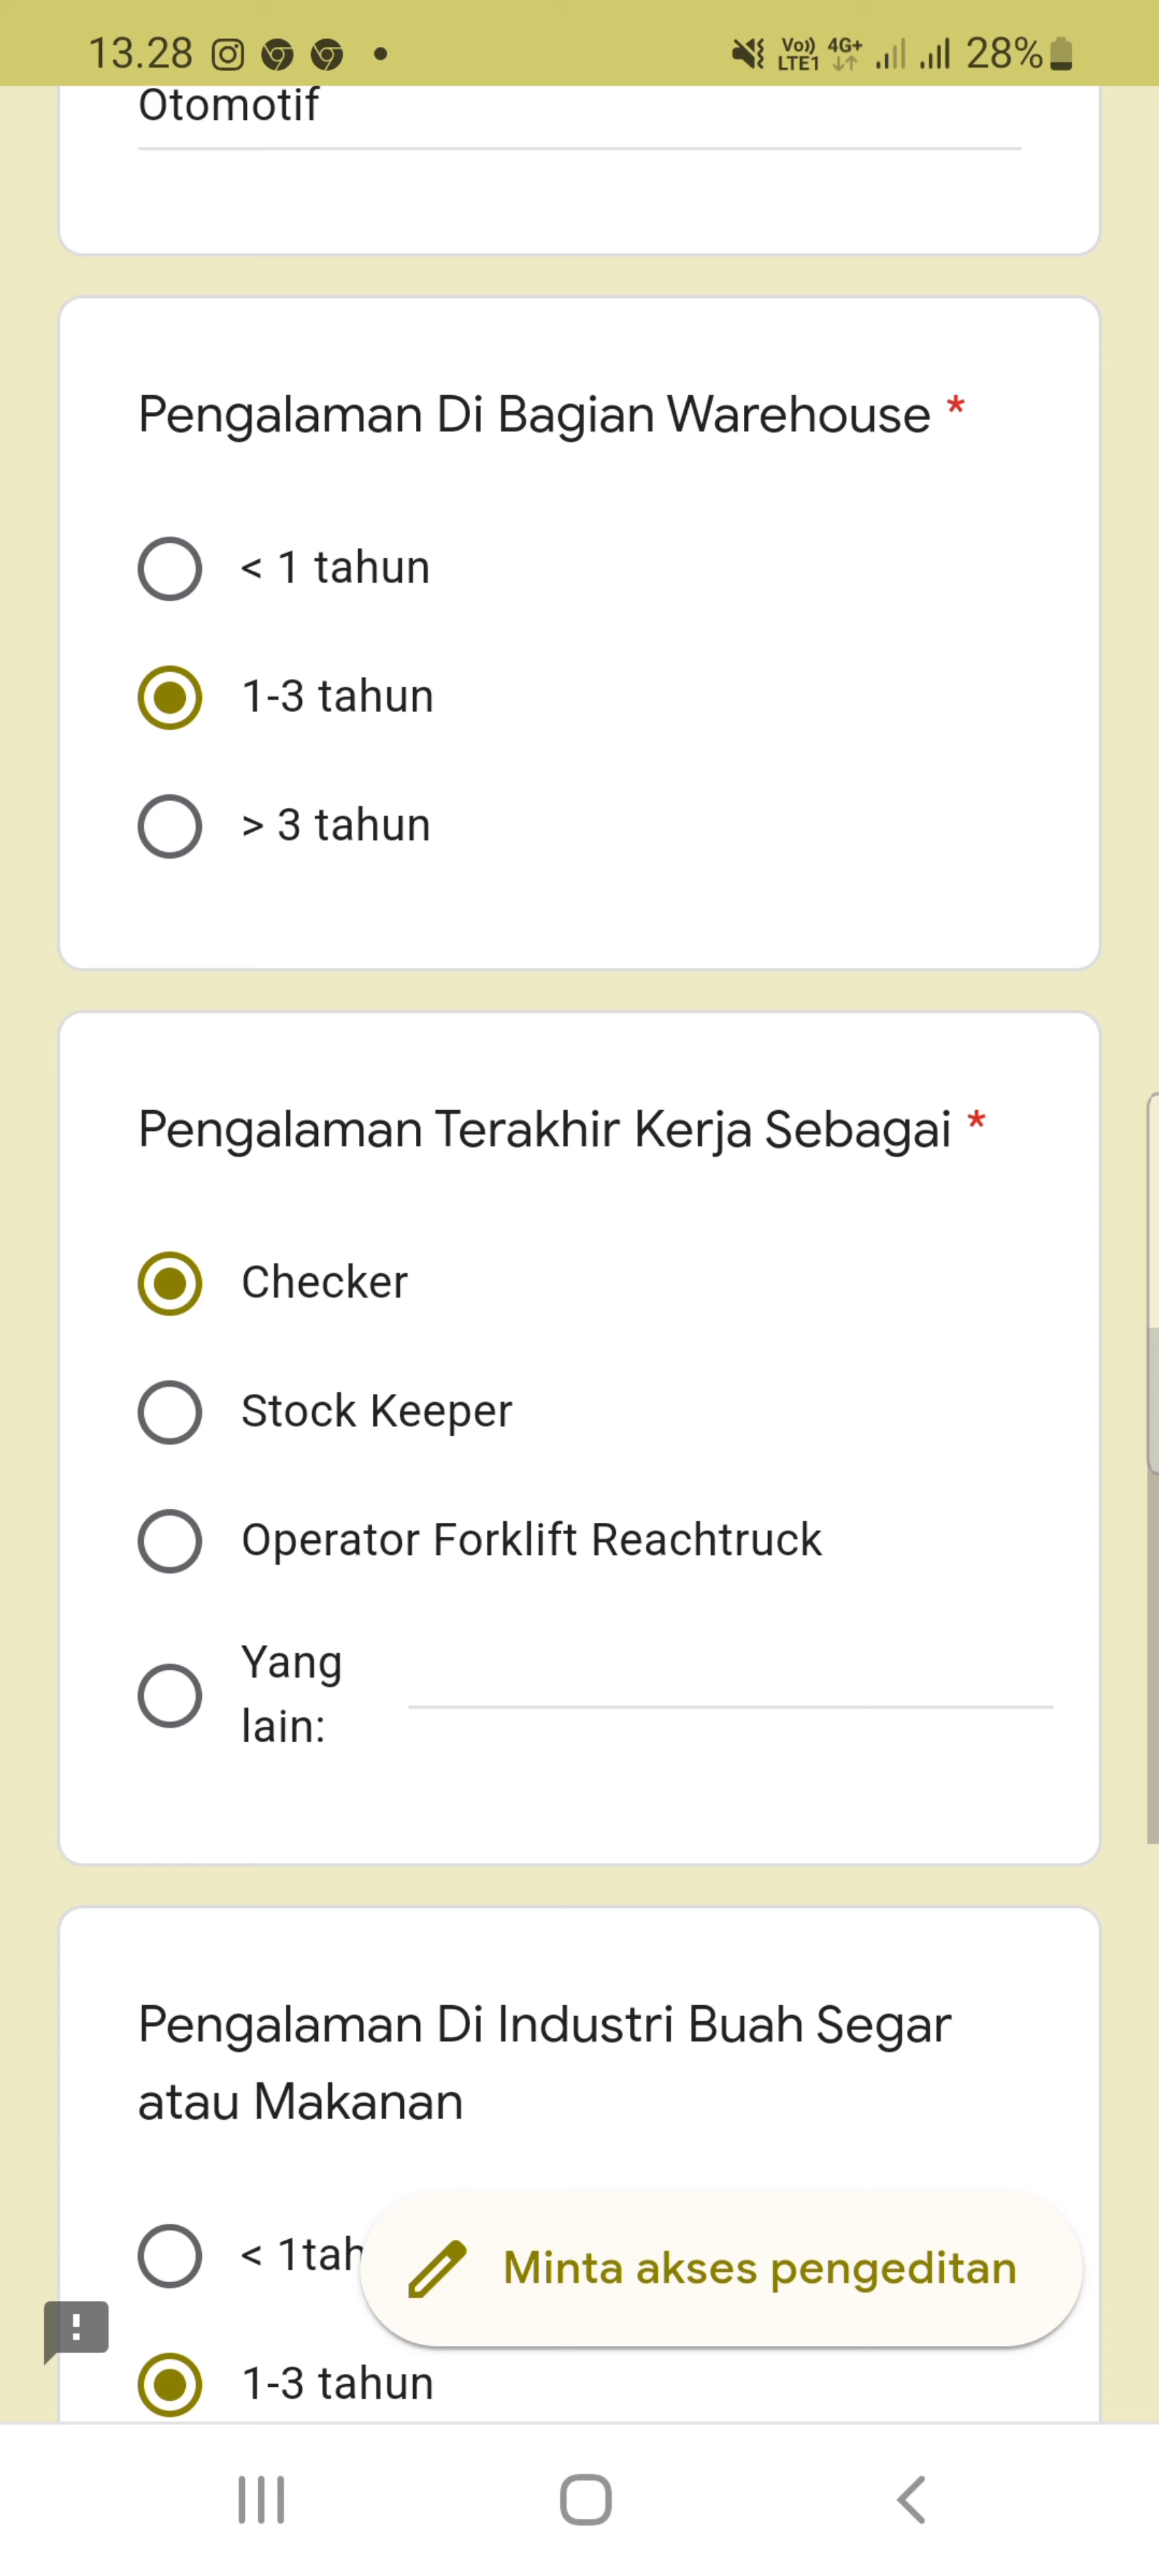 13.28
Vo)) 4G+
LTE1
28%
Otomotif
Pengalaman Di Bagian Warehouse *
< 1 tahun
1-3 tahun
> 3 tahun
Pengalaman Terakhir Kerja Sebagai *
Checker
Stock Keeper
Operator Forklift Reachtruck
Yang
lain:
Pengalaman Di Industri Buah Segar
atau Makanan
< 1tah
Minta akses pengeditan
1-3 tahun